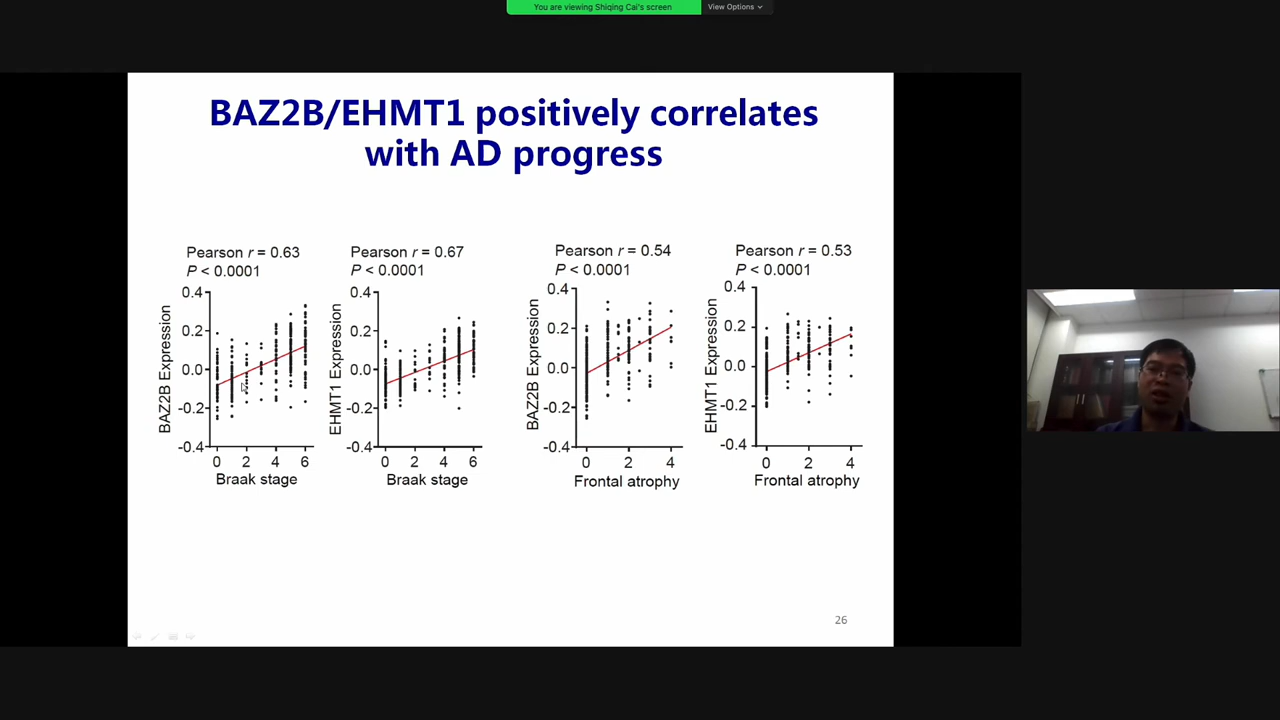 You are viewing Shiqing Cai's screen
View Options
BAZ2B/EHMT1 positively correlates
with AD progress
Pearson r = 0.63
P < 0.0001
BAZ2B Expression
0.4
0.2
0.0
-0.2
-0.4
0 2 4 6
Braak stage
Pearson r = 0.67
P < 0.0001
EHMT1 Expression
0.4
0.2
0.0
-0.2
-0.4
0 2 4 6
Braak stage
Pearson r = 0.54
P < 0.0001
BAZ2B Expression
0.4
0.2
0.0
-0.2
-0.4
0 2 4
Frontal atrophy
Pearson r = 0.53
P < 0.0001
EHMT1 Expression
0.4
0.2
0.0
-0.2
-0.4
0 2 4
Frontal atrophy
26